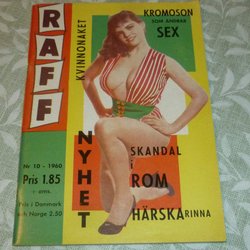 RAFF
KVINNONAKET
KROMOSON
SOM ÄNDRAR
SEX
NYHET
SKANDAL
i
ROM
HÄRSKARINNA
Nr 10 - 1960
Pris 1.85
Pris i Danmark
och Norge 2.50